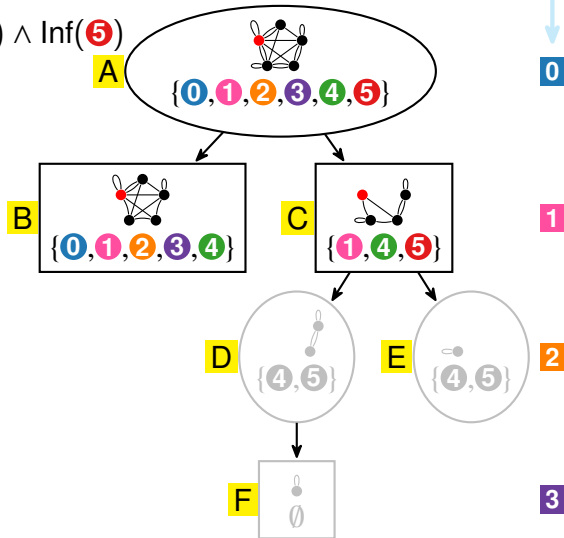 ) ∧ Inf(5)
A
{0,1,2,3,4,5}
0
B
{0,1,2,3,4}
C
{1,4,5}
1
D
{4,5}
E
{4,5}
2
F
∅
3